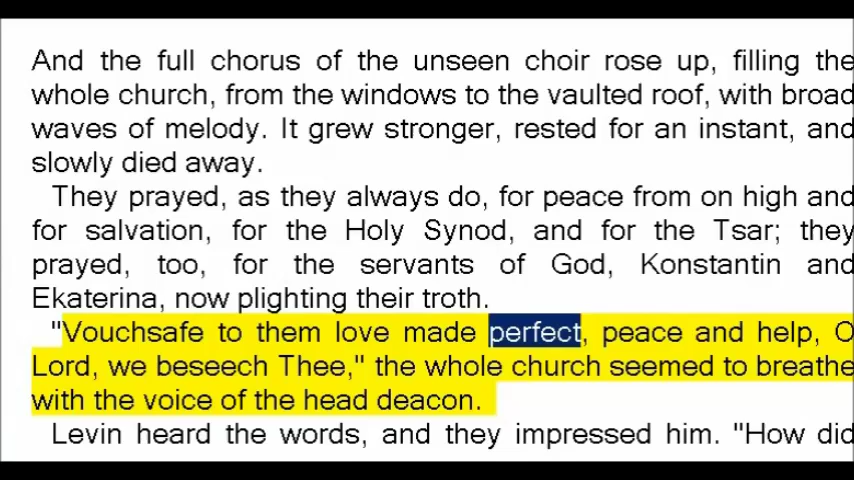 And the full chorus of the unseen choir rose up, filling the
whole church, from the windows to the vaulted roof, with broad
waves of melody. It grew stronger, rested for an instant, and
slowly died away.
They prayed, as they always do, for peace from on high and
for salvation, for the Holy Synod, and for the Tsar; they
prayed, too, for the servants of God, Konstantin and
Ekaterina, now plighting their troth.
"Vouchsafe to them love made perfect, peace and help, O
Lord, we beseech Thee," the whole church seemed to breathe
with the voice of the head deacon.
Levin heard the words, and they impressed him. "How did